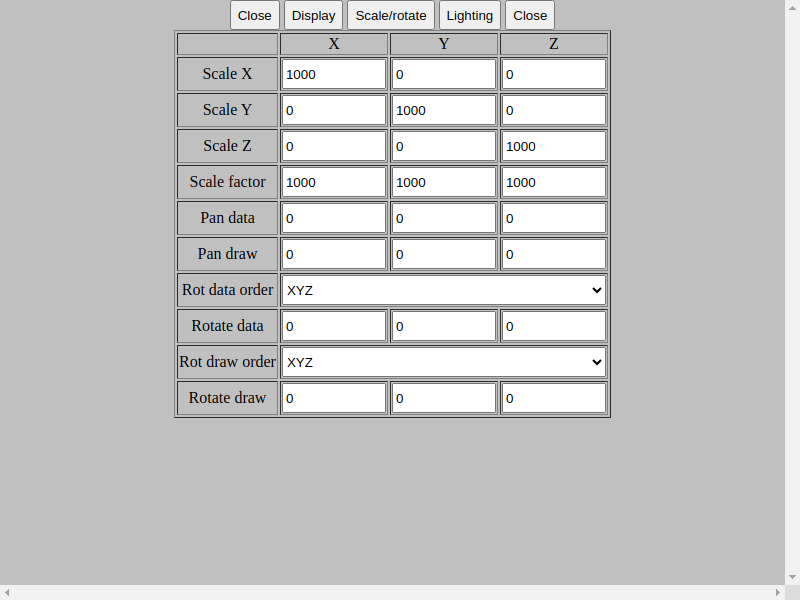 Close Display Scale/rotate Lighting Close
X Y Z
Scale X 1000 0 0
Scale Y 0 1000 0
Scale Z 0 0 1000
Scale factor 1000 1000 1000
Pan data 0 0 0
Pan draw 0 0 0
Rot data order XYZ
Rotate data 0 0 0
Rot draw order XYZ
Rotate draw 0 0 0